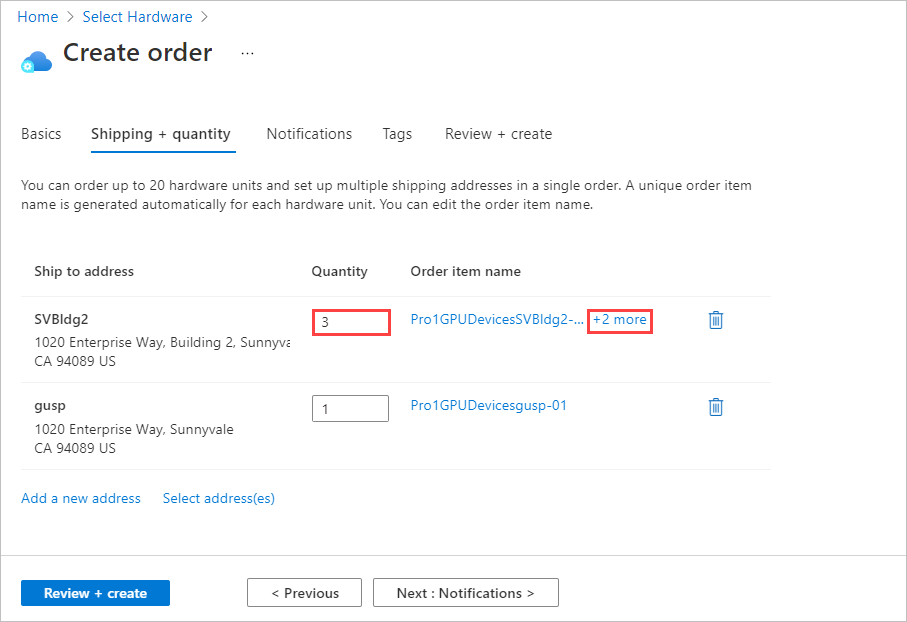 Home > Select Hardware >
Create order ...
Basics Shipping + quantity Notifications Tags Review + create
You can order up to 20 hardware units and set up multiple shipping addresses in a single order. A unique order item
name is generated automatically for each hardware unit. You can edit the order item name.
Ship to address Quantity Order item name
SVBldg2 3 Pro1GPUDevicesSVBldg2-... +2 more
1020 Enterprise Way, Building 2, Sunnyva
CA 94089 US
gusp 1 Pro1GPUDevicesgusp-01
1020 Enterprise Way, Sunnyvale
CA 94089 US
Add a new address Select address(es)
Review + create < Previous Next : Notifications >